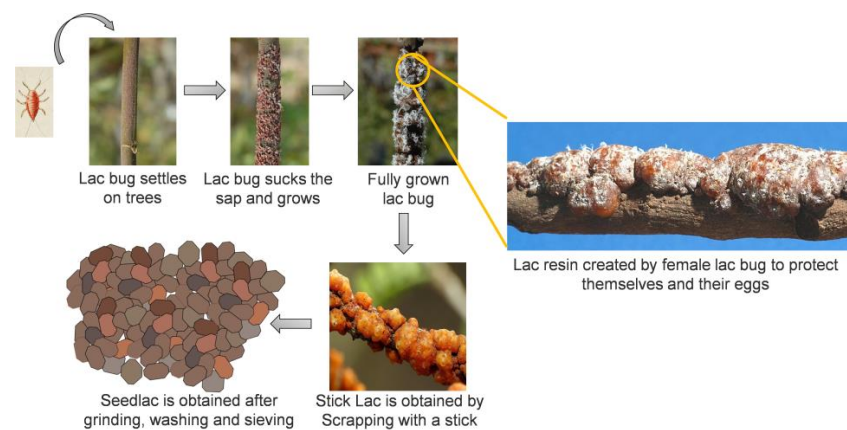 Lac bug settles
on trees
Lac bug sucks the
sap and grows
Fully grown
lac bug
Lac resin created by female lac bug to protect
themselves and their eggs
Seedlac is obtained after
grinding, washing and sieving
Stick Lac is obtained by
Scrapping with a stick